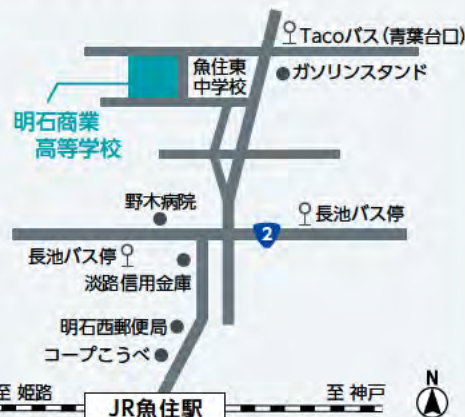 Tacoバス(青葉台口)
ガソリンスタンド
魚住東
中学校
明石商業
高等学校
野木病院
長池バス停
2
長池バス停
淡路信用金庫
明石西郵便局
コープこうべ
至 姫路
JR魚住駅
至 神戸
N